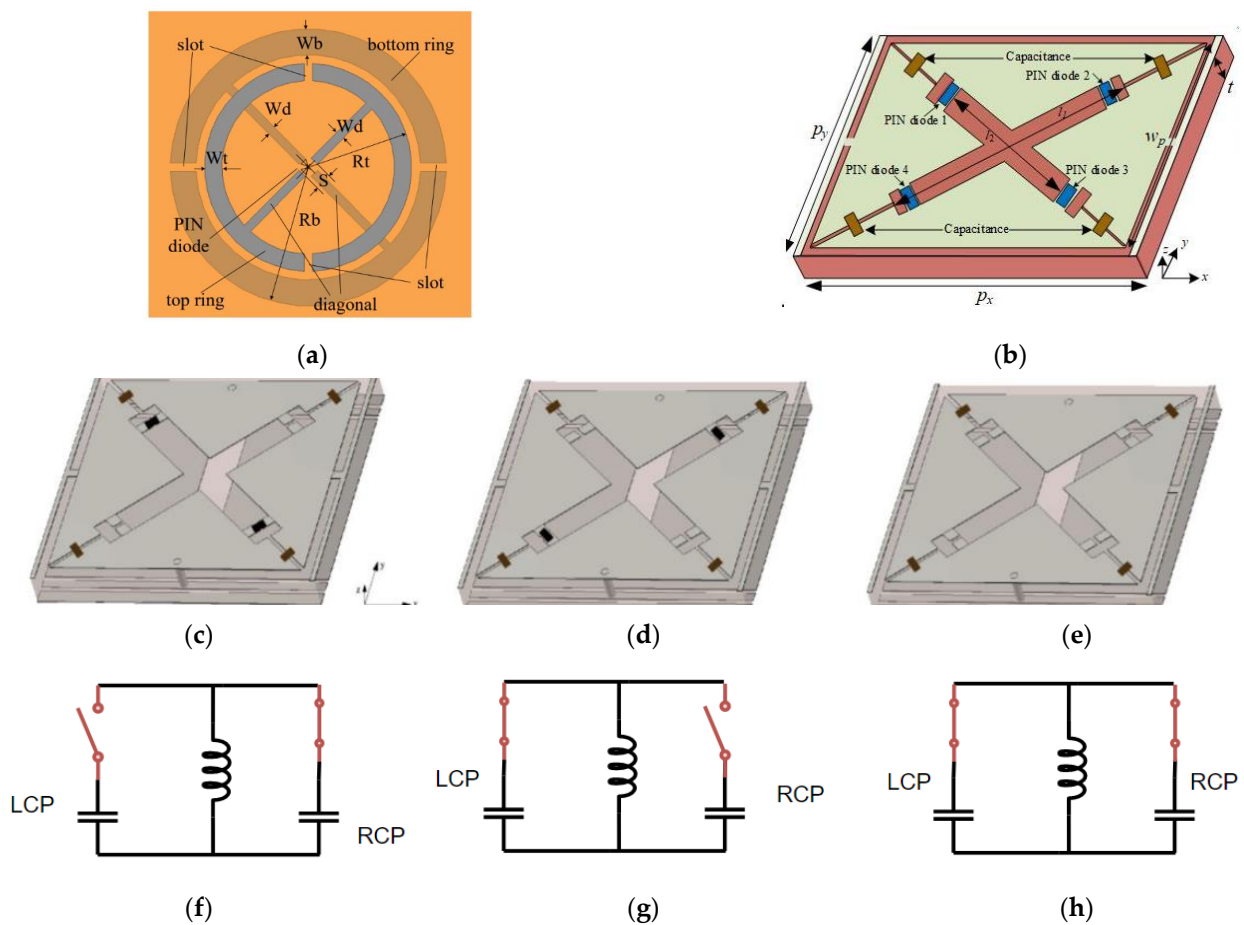 slot
Wb
bottom ring
Wd
Wd
Wt
Rt
S
PIN
diode
Rb
slot
top ring
diagonal
(a)
Capacitance
PIN diode 2
t
PIN diode 1
l1
py
l2
wp
PIN diode 4
PIN diode 3
Capacitance
z
y
x
px
(b)
y
z
x
(c)
(d)
(e)
LCP
RCP
(f)
LCP
RCP
(g)
LCP
RCP
(h)